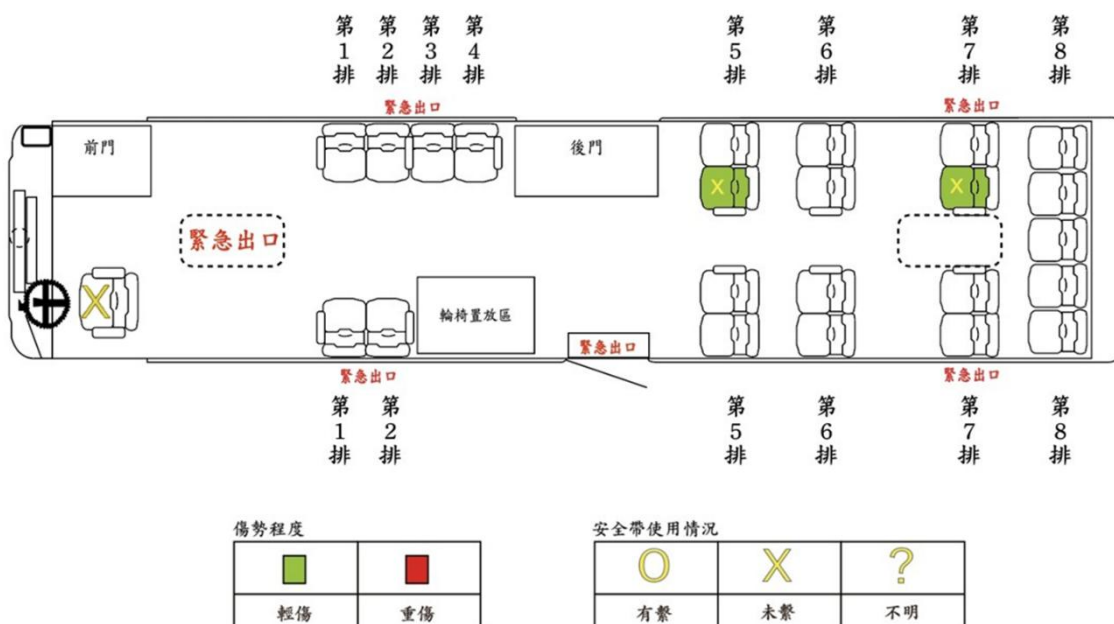 第1排 第2排 第3排 第4排 第5排 第6排 第7排 第8排
緊急出口 緊急出口
前門 後門
X X
緊急出口
X
輪椅置放區
緊急出口
緊急出口 緊急出口
第1排 第2排 第5排 第6排 第7排 第8排
傷勢程度 安全帶使用情況
O X ?
輕傷 重傷 有繫 未繫 不明